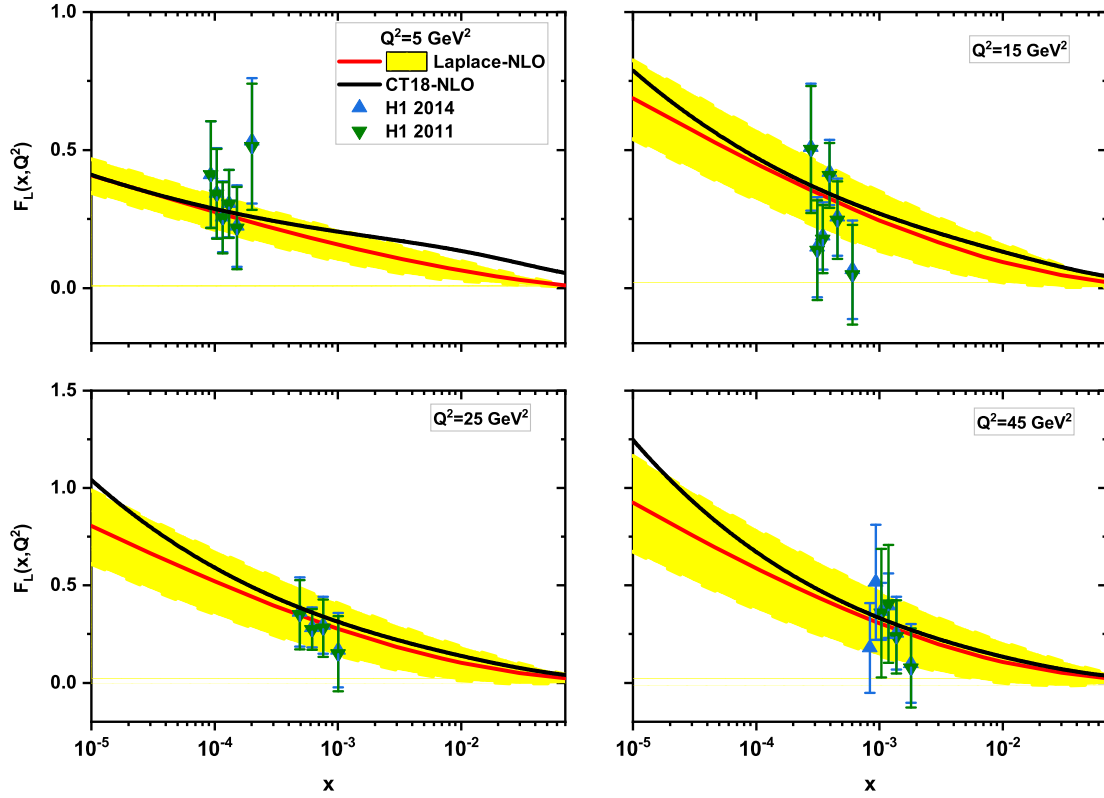 1.0
0.5
0.0
F_L(x,Q²)
Q²=5 GeV²
Laplace-NLO
CT18-NLO
H1 2014
H1 2011
Q²=15 GeV²
1.5
1.0
0.5
0.0
F_L(x,Q²)
Q²=25 GeV²
Q²=45 GeV²
10⁻⁵
10⁻⁴
10⁻³
10⁻²
x
10⁻⁵
10⁻⁴
10⁻³
10⁻²
x